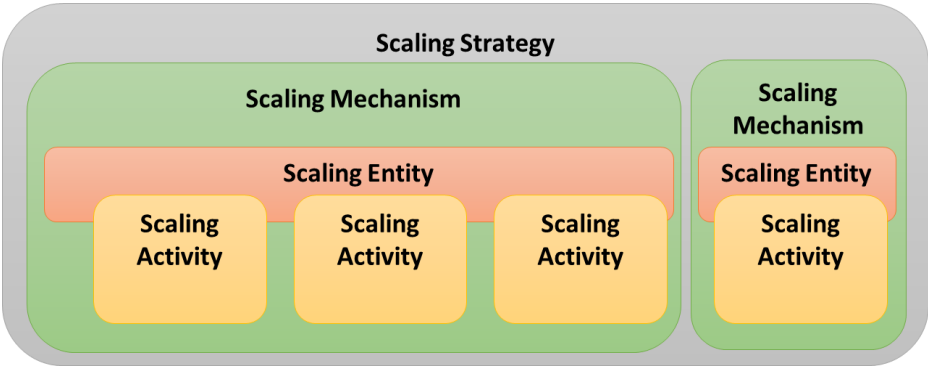 Scaling Strategy
Scaling Mechanism
Scaling Entity
Scaling
Activity
Scaling
Activity
Scaling
Activity
Scaling
Mechanism
Scaling Entity
Scaling
Activity